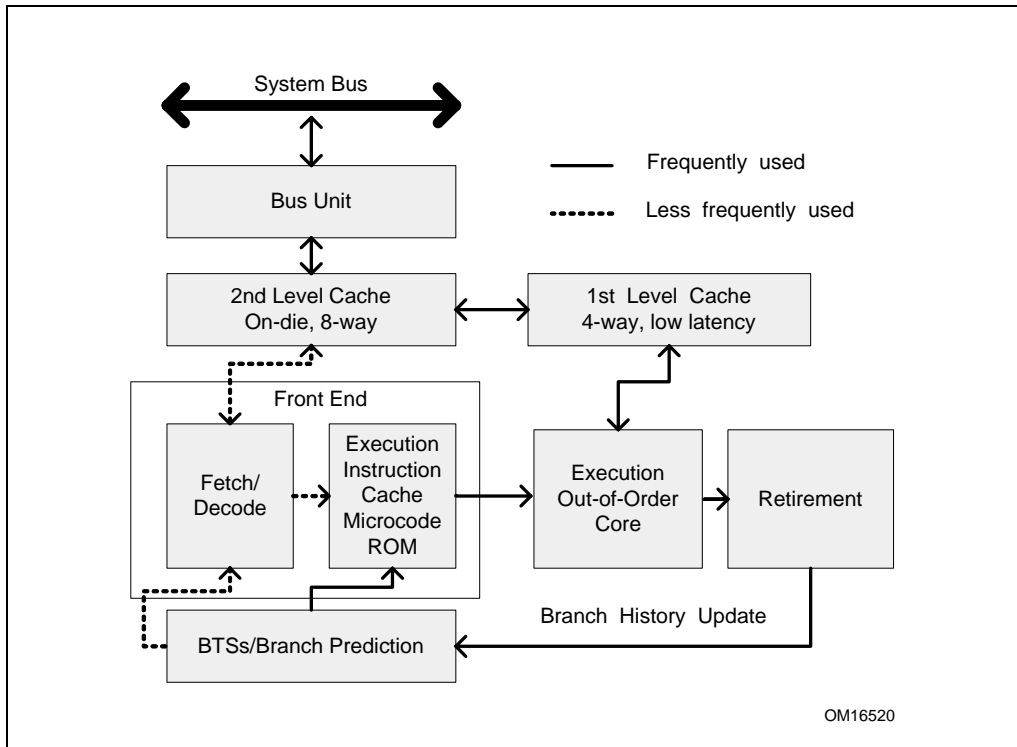 System Bus
Frequently used
Bus Unit
Less frequently used
2nd Level Cache
On-die, 8-way
1st Level Cache
4-way, low latency
Front End
Fetch/
Decode
Execution
Instruction
Cache
Microcode
ROM
Execution
Out-of-Order
Core
Retirement
Branch History Update
BTSs/Branch Prediction
OM16520